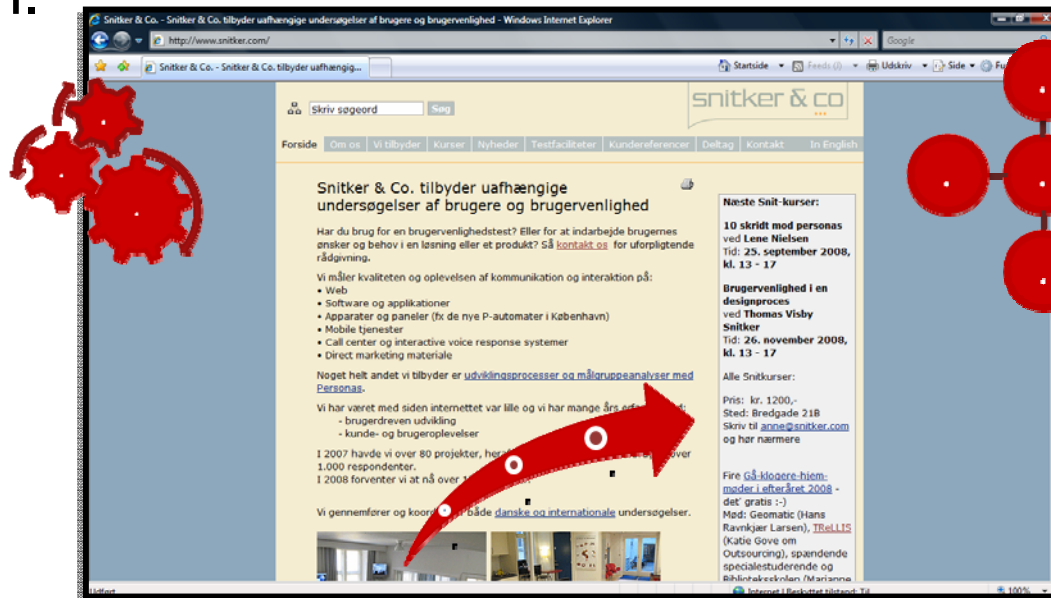 1.
Snitker & Co. - Snitker & Co. tilbyder uafhængige undersøgelser af brugere og brugervenlighed - Windows Internet Explorer
http://www.snitker.com/
Google
Snitker & Co. - Snitker & Co. tilbyder uafhængig...
Startside Feeds (J) Udskriv Side
Skriv søgeord Søg
snitker & co
Forside Om os Vi tilbyder Kurser Nyheder Testfaciliteter Kundereferencer Deltag Kontakt In English
Snitker & Co. tilbyder uafhængige
undersøgelser af brugere og brugervenlighed
Har du brug for en brugervenlighedstest? Eller for at indarbejde brugernes
ønsker og behov i en løsning eller et produkt? Så kontakt os for uforpligtende
rådgivning.
Vi måler kvaliteten og oplevelsen af kommunikation og interaktion på:
• Web
• Software og applikationer
• Apparater og paneler (fx de nye P-automater i København)
• Mobile tjenester
• Call center og interactive voice response systemer
• Direct marketing materiale
Noget helt andet vi tilbyder er udviklingsprocesser og målgruppeanalyser med
Personas.
Vi har været med siden internettet var lille og vi har mange års
- brugerdreven udvikling
- kunde- og brugeroplevelser
I 2007 havde vi over 80 projekter, over
1.000 respondenter.
I 2008 forventer vi at nå over
Vi gennemfører og både danske og internationale undersøgelser.
Næste Snit-kurser:
10 skridt mod personas
ved Lene Nielsen
Tid: 25. september 2008,
kl. 13 - 17
Brugervenlighed i en
designproces
ved Thomas Visby
Snitker
Tid: 26. november 2008,
kl. 13 - 17
Alle Snitkurser:
Pris: kr. 1200,-
Sted: Bredgade 21B
Skriv til anne@snitker.com
og hør nærmere
Fire Gå-klogere-hjem-
møder i efteråret 2008 -
det' gratis :-)
Mød: Geomatic (Hans
Ravnkjær Larsen), TReLLIS
(Katie Gove om
Outsourcing), spændende
specialestuderende og
Biblioteksskolen (Marianne
Udført
Internet | Beskyttet tilstand: Til
100%